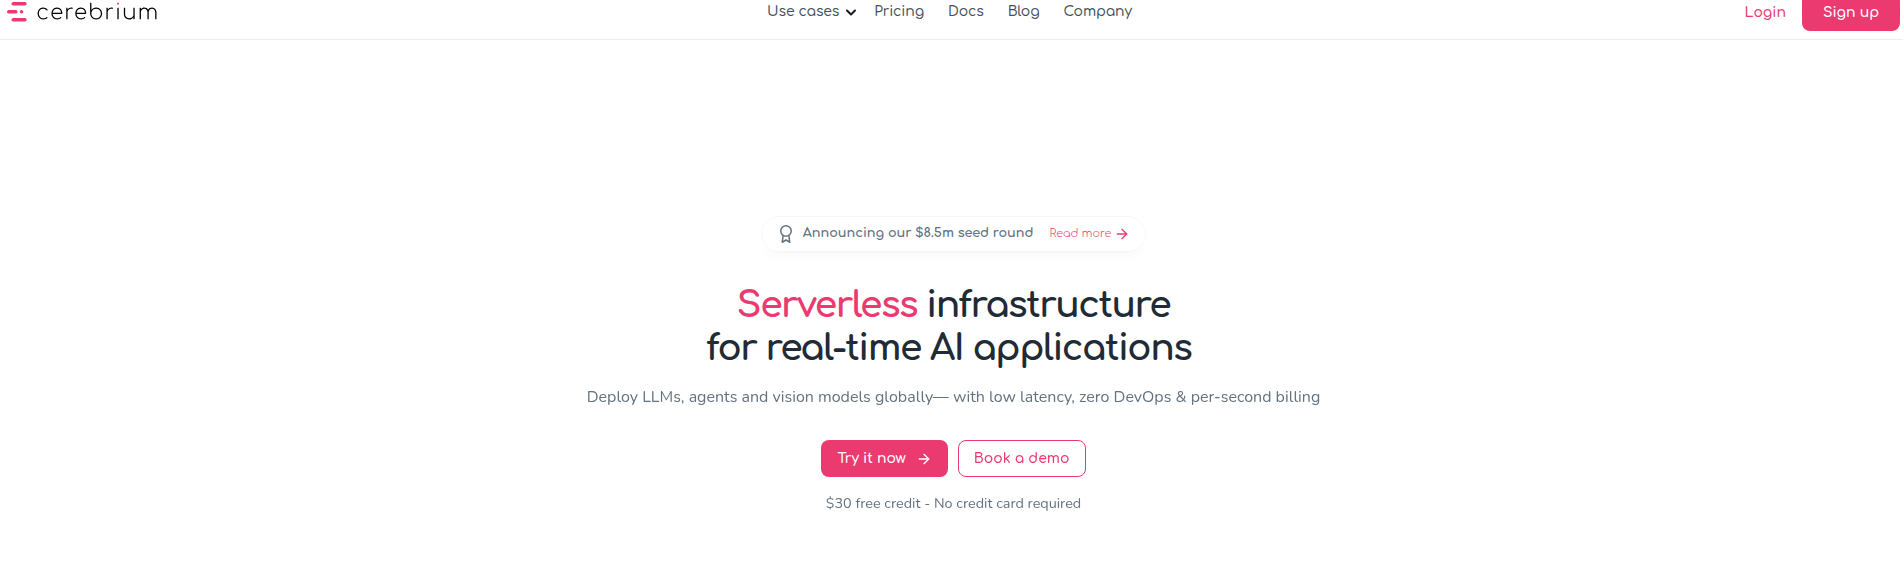 cerebrium
Use cases Pricing Docs Blog Company
Login Sign up
Announcing our $8.5m seed round Read more
Serverless infrastructure
for real-time AI applications
Deploy LLMs, agents and vision models globally— with low latency, zero DevOps & per-second billing
Try it now Book a demo
$30 free credit - No credit card required